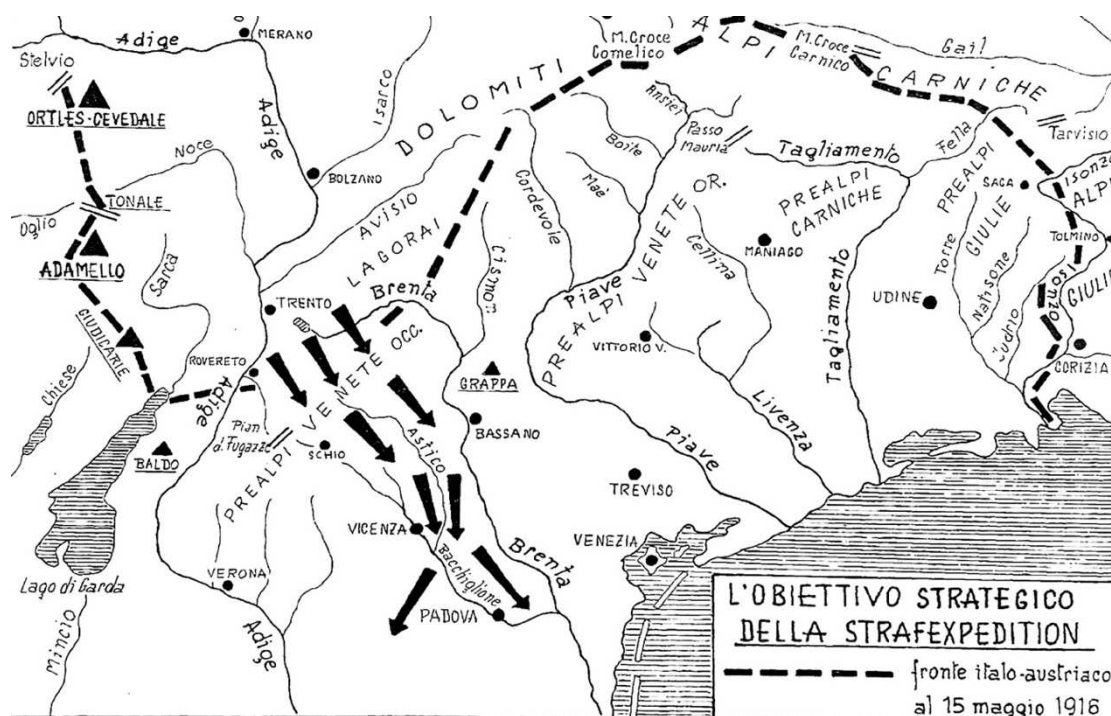 Adige
MERANO
Stelvio
ORTLES-CEVEDALE
Adige
Isarco
BOLZANO
Noce
TONALE
Oglio
ADAMELLO
Sarca
GIUDICARIE
Chiese
Avisio
LAGORAI
DOLOMITI
M. Croce
Comelico
ALPI
CARNICHE
M. Croce
Carnico
Gail
Ansiei
Boite
Maè
Cordevole
Cismon
Passo
Mauria
Tagliamento
Fella
Tarvisio
PREALPI
CARNICHE
PREALPI
GIULIE
SAGA
Isonzo
ALPI
GIULIE
TOLMINO
Isonzo
Torre
Natisone
Judrio
GORIZIA
UDINE
MANIAGO
Cellina
Tagliamento
Piave
PREALPI VENETE OR.
VITTORIO V.
Livenza
Piave
TREVISO
VENEZIA
TRENTO
Brenta
ROVERETO
Adige
PREALPI VENETE OCC.
Pian
d. Fugazze
SCHIO
Astico
GRAPPA
BASSANO
BALDO
Lago di Garda
Mincio
VERONA
Adige
VICENZA
Bacchiglione
PADOVA
Brenta
L'OBIETTIVO STRATEGICO
DELLA STRAFEXPEDITION
fronte italo-austriaco
al 15 maggio 1916